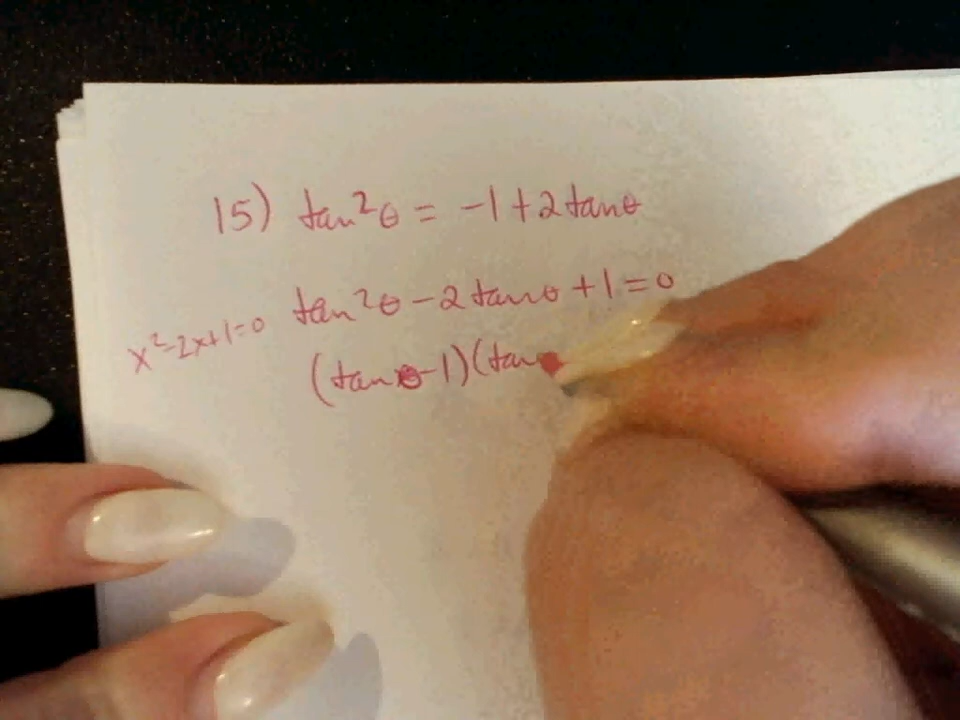 15) tan²θ = -1+2tanθ
tan²θ - 2tanθ +1=0
x²-2x+1=0
(tanθ-1)(tan